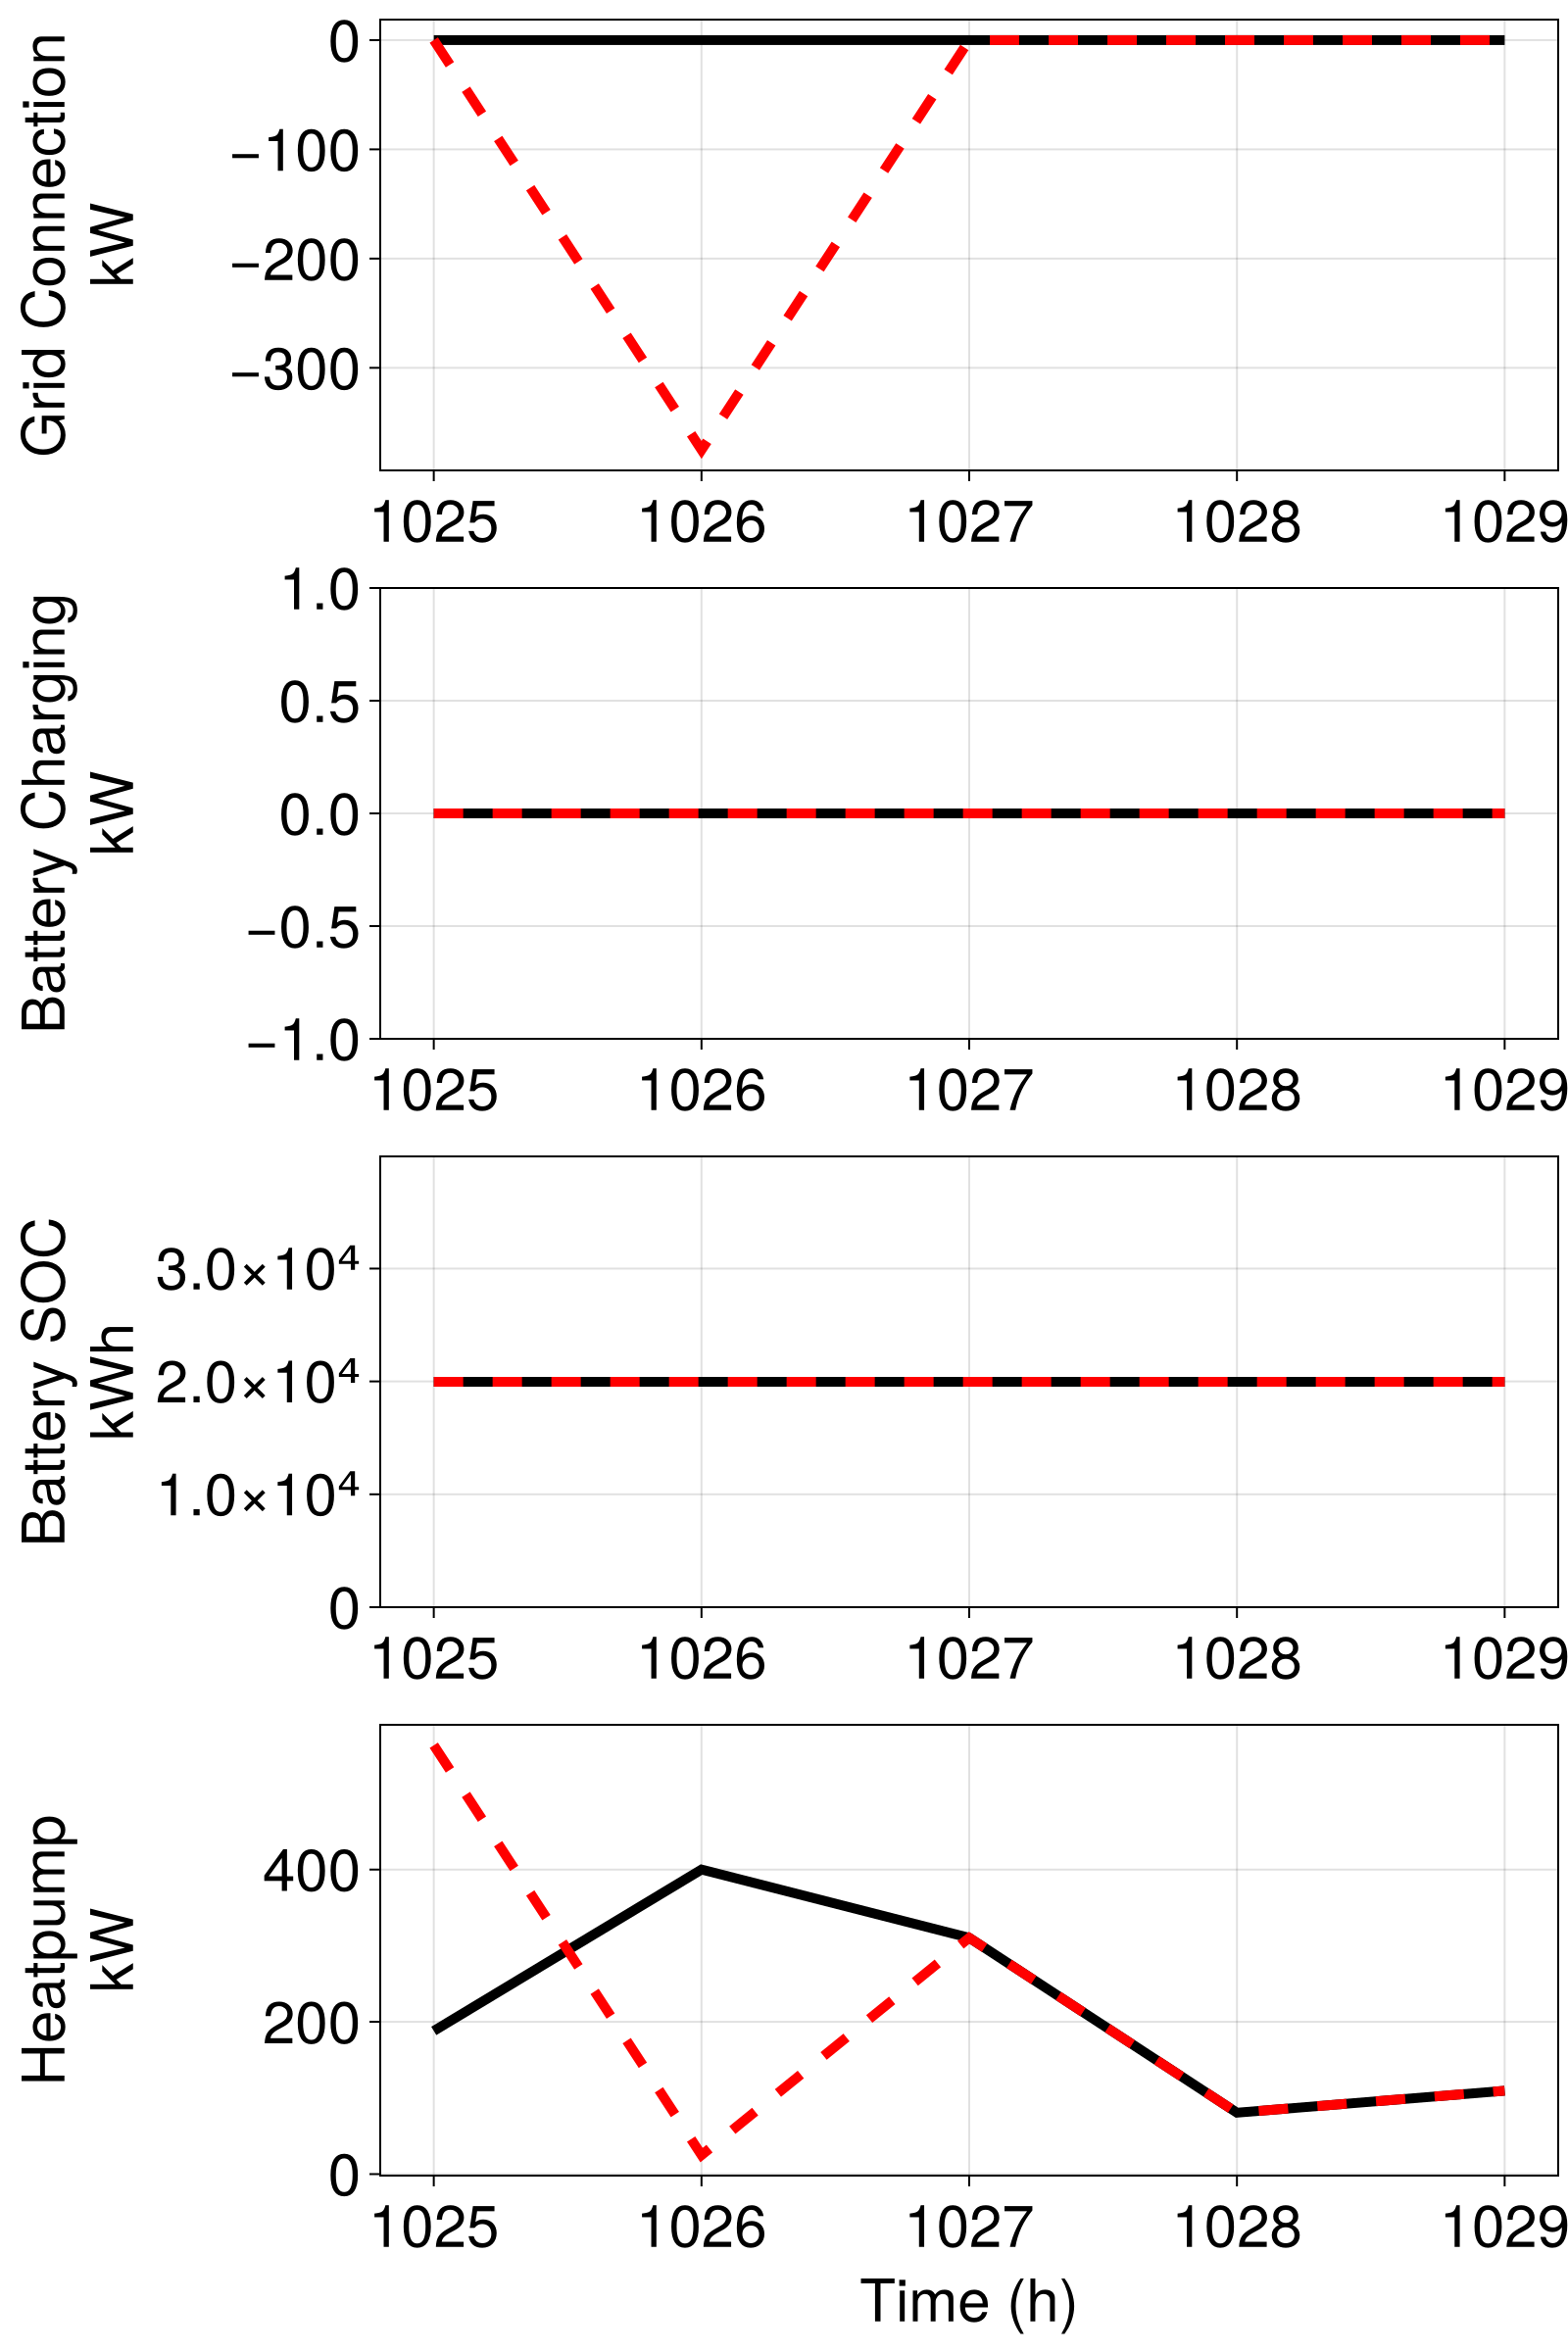 Grid Connection
kW
0
−100
−200
−300
1025 1026 1027 1028 1029
Battery Charging
kW
1.0
0.5
0.0
−0.5
−1.0
1025 1026 1027 1028 1029
Battery SOC
kWh
3.0×10⁴
2.0×10⁴
1.0×10⁴
0
1025 1026 1027 1028 1029
Heatpump
kW
400
200
0
1025 1026 1027 1028 1029
Time (h)